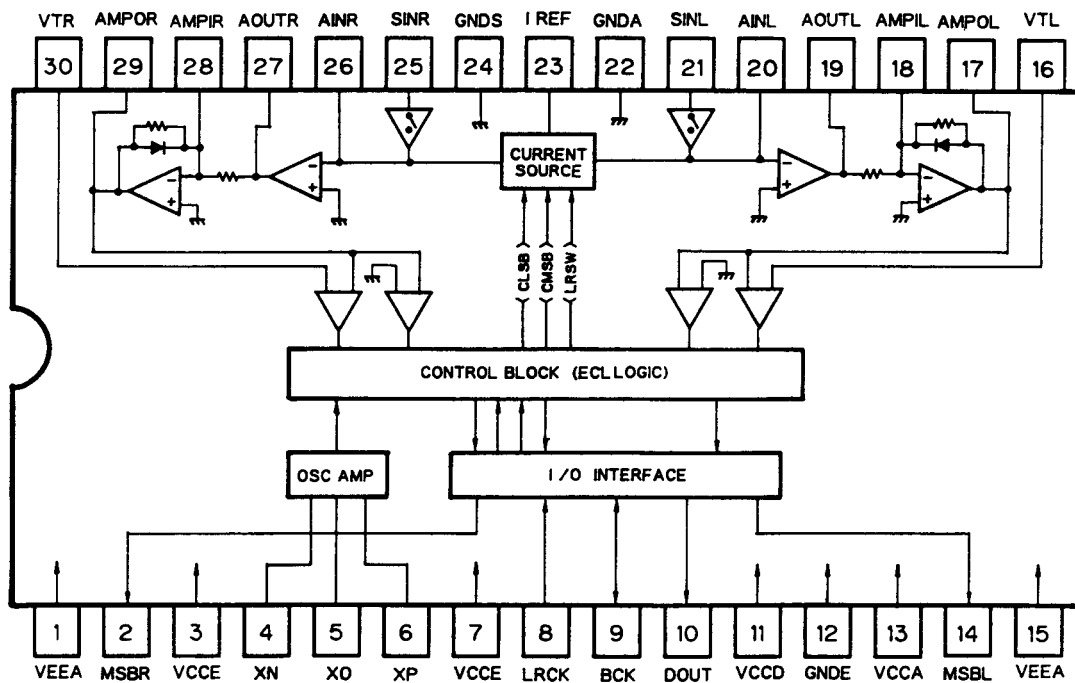 VTR AMPOR AMPIR AOUTR AINR SINR GNDS I REF GNDA SINL AINL AOUTL AMPIL AMPOL VTL
30 29 28 27 26 25 24 23 22 21 20 19 18 17 16
CURRENT
SOURCE
CLSB
CMSB
LRSW
CONTROL BLOCK (ECL LOGIC)
OSC AMP
I/O INTERFACE
1 2 3 4 5 6 7 8 9 10 11 12 13 14 15
VEEA MSBR VCCE XN XO XP VCCE LRCK BCK DOUT VCCD GNDE VCCA MSBL VEEA